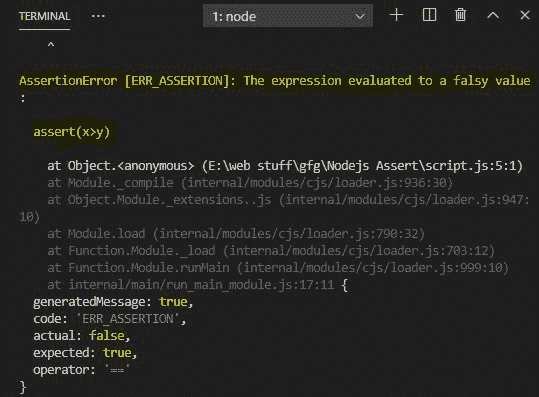 TERMINAL ... 1: node
^
AssertionError [ERR_ASSERTION]: The expression evaluated to a falsy value
:
assert(x>y)
at Object.<anonymous> (E:\web stuff\gfg\Nodejs Assert\script.js:5:1)
at Module._compile (internal/modules/cjs/loader.js:936:30)
at Object.Module._extensions..js (internal/modules/cjs/loader.js:947:
10)
at Module.load (internal/modules/cjs/loader.js:790:32)
at Function.Module._load (internal/modules/cjs/loader.js:703:12)
at Function.Module.runMain (internal/modules/cjs/loader.js:999:10)
at internal/main/run_main_module.js:17:11 {
generatedMessage: true,
code: 'ERR_ASSERTION',
actual: false,
expected: true,
operator: '=='
}